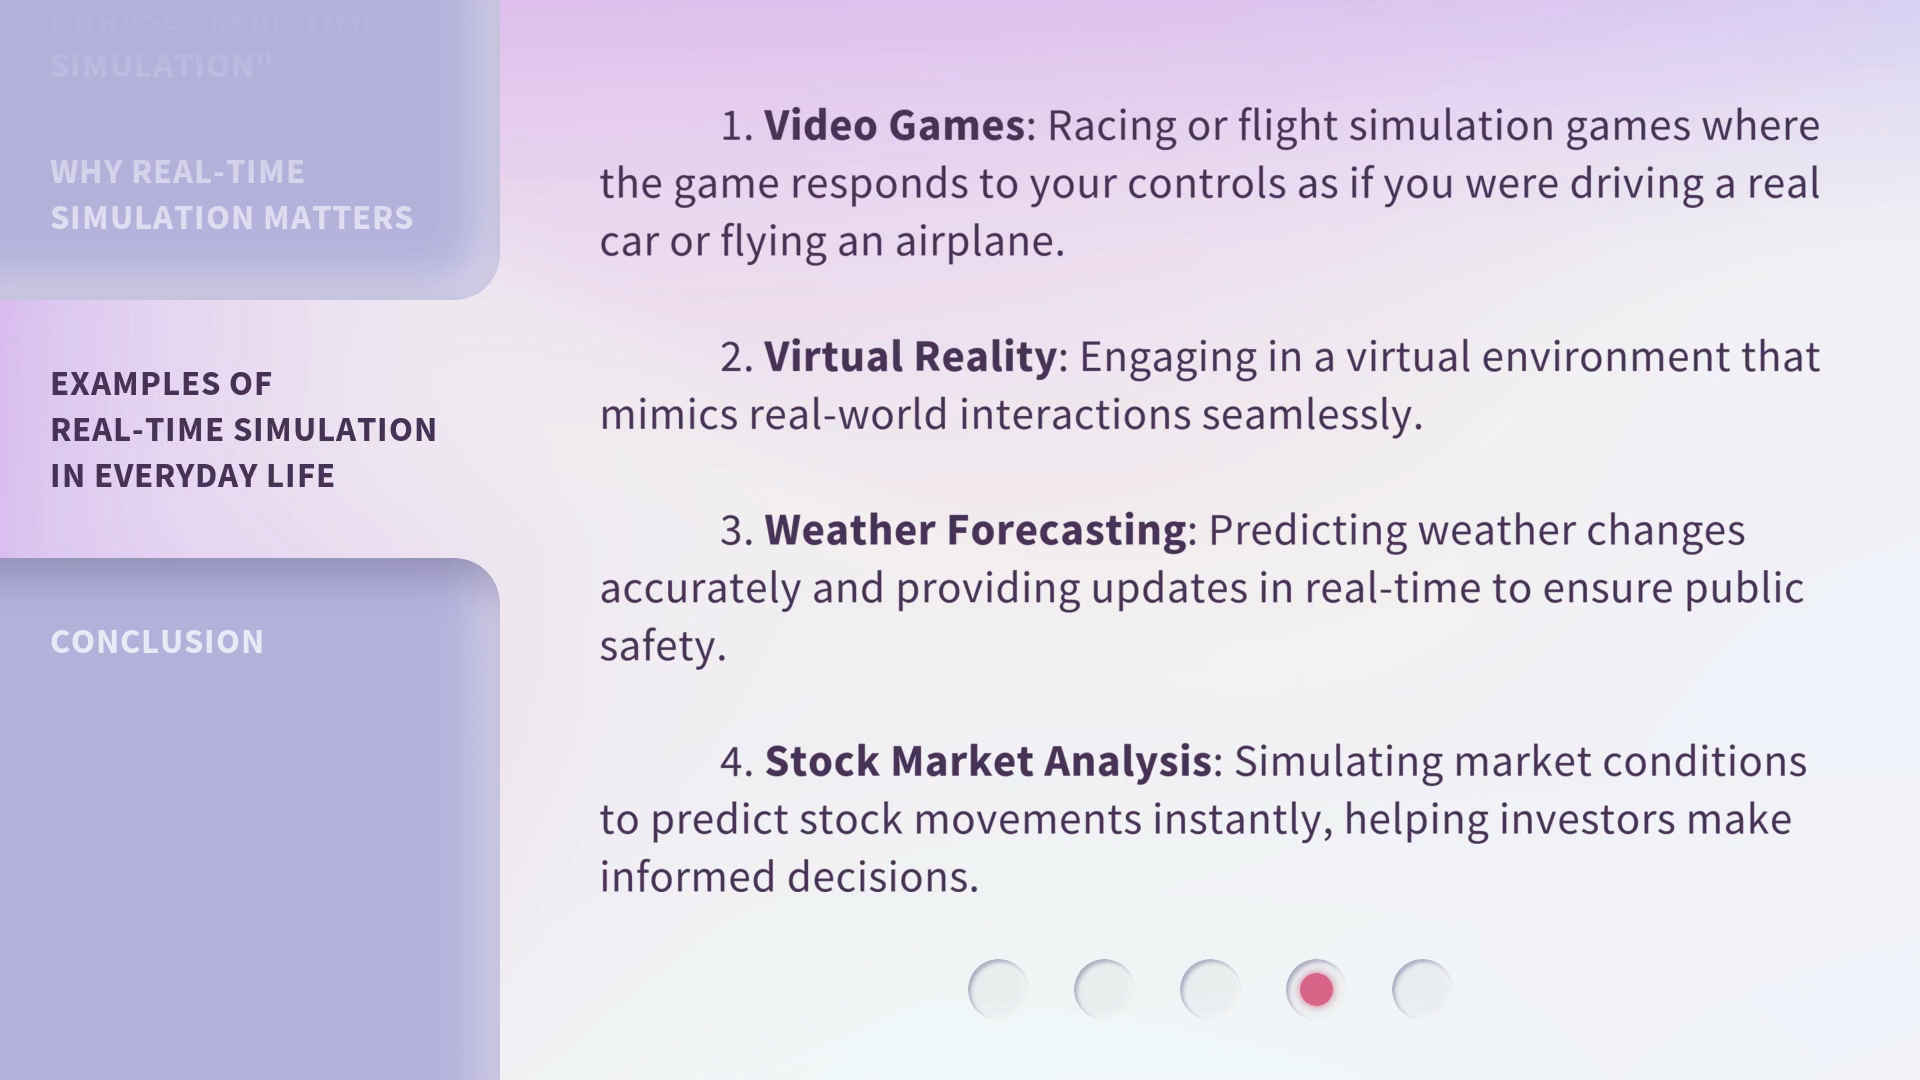 PHRASE "REAL-TIME
SIMULATION"
WHY REAL-TIME
SIMULATION MATTERS
EXAMPLES OF
REAL-TIME SIMULATION
IN EVERYDAY LIFE
CONCLUSION
1. Video Games: Racing or flight simulation games where
the game responds to your controls as if you were driving a real
car or flying an airplane.
2. Virtual Reality: Engaging in a virtual environment that
mimics real-world interactions seamlessly.
3. Weather Forecasting: Predicting weather changes
accurately and providing updates in real-time to ensure public
safety.
4. Stock Market Analysis: Simulating market conditions
to predict stock movements instantly, helping investors make
informed decisions.